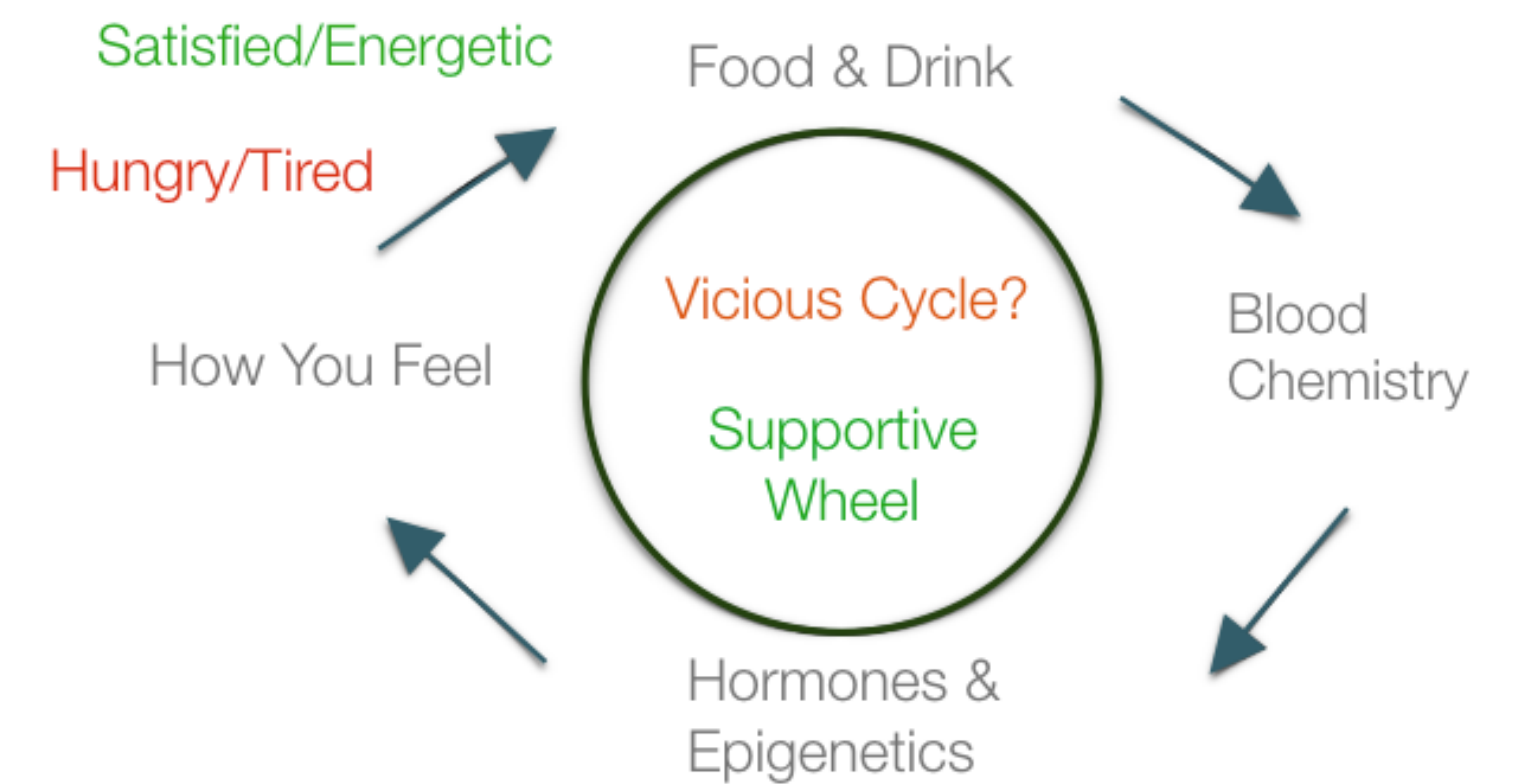 Satisfied/Energetic
Food & Drink
Hungry/Tired
Vicious Cycle?
Blood
Chemistry
How You Feel
Supportive
Wheel
Hormones &
Epigenetics